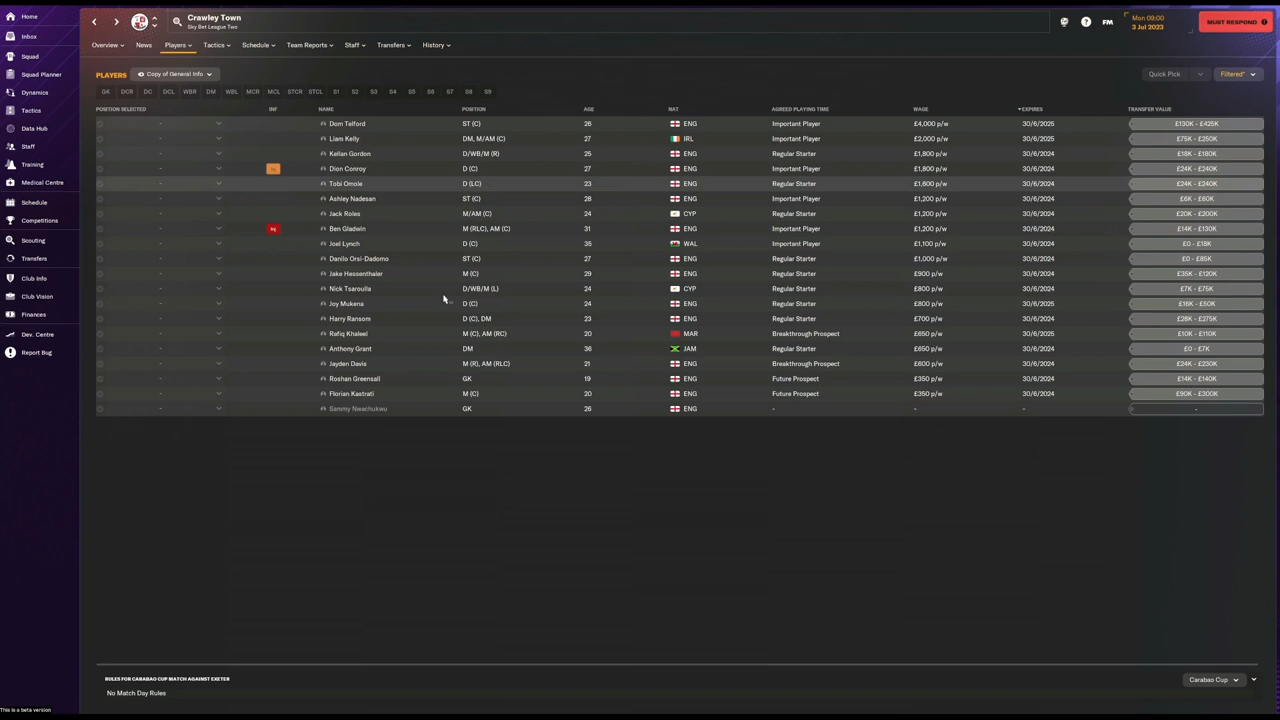 Home
Inbox
Squad
Squad Planner
Dynamics
Tactics
Data Hub
Staff
Training
Medical Centre
Schedule
Competitions
Scouting
Transfers
Club Info
Club Vision
Finances
Dev. Centre
Report Bug
This is a beta version
Crawley Town
Sky Bet League Two
FM
Mon 09:00
3 Jul 2023
MUST RESPOND
Overview News Players Tactics Schedule Team Reports Staff Transfers History
PLAYERS Copy of General Info Quick Pick Filtered*
GK DCR DC DCL WBR DM WBL MCR MCL STCR STCL S1 S2 S3 S4 S5 S6 S7 S8 S9
POSITION SELECTED INF NAME POSITION AGE NAT AGREED PLAYING TIME WAGE EXPIRES TRANSFER VALUE
- Dom Telford ST (C) 26 ENG Important Player £4,000 p/w 30/6/2025 £130K - £425K
- Liam Kelly DM, M/AM (C) 27 IRL Important Player £2,000 p/w 30/6/2025 £75K - £250K
- Kellan Gordon D/WB/M (R) 25 ENG Regular Starter £1,800 p/w 30/6/2024 £18K - £180K
- Dion Conroy D (C) 27 ENG Important Player £1,800 p/w 30/6/2024 £24K - £240K
- Tobi Omole D (LC) 23 ENG Regular Starter £1,600 p/w 30/6/2024 £24K - £240K
- Ashley Nadesan ST (C) 28 ENG Important Player £1,200 p/w 30/6/2024 £6K - £60K
- Jack Roles M/AM (C) 24 CYP Regular Starter £1,200 p/w 30/6/2024 £20K - £200K
- Inj Ben Gladwin M (RLC), AM (C) 31 ENG Important Player £1,200 p/w 30/6/2024 £14K - £130K
- Joel Lynch D (C) 35 WAL Important Player £1,100 p/w 30/6/2024 £0 - £18K
- Danilo Orsi-Dadomo ST (C) 27 ENG Regular Starter £1,000 p/w 30/6/2024 £0 - £85K
- Jake Hessenthaler M (C) 29 ENG Regular Starter £900 p/w 30/6/2024 £35K - £120K
- Nick Tsaroulla D/WB/M (L) 24 CYP Regular Starter £800 p/w 30/6/2024 £7K - £75K
- Joy Mukena D (C) 24 ENG Regular Starter £800 p/w 30/6/2024 £16K - £50K
- Harry Ransom D (C), DM 23 ENG Regular Starter £700 p/w 30/6/2024 £28K - £275K
- Rafiq Khaleel M (C), AM (RC) 20 MAR Breakthrough Prospect £650 p/w 30/6/2025 £10K - £110K
- Anthony Grant DM 36 JAM Regular Starter £650 p/w 30/6/2024 £0 - £7K
- Jayden Davis M (R), AM (RLC) 21 ENG Breakthrough Prospect £600 p/w 30/6/2024 £24K - £230K
- Roshan Greensall GK 19 ENG Future Prospect £350 p/w 30/6/2024 £14K - £140K
- Florian Kastrati M (C) 20 ENG Future Prospect £350 p/w 30/6/2024 £90K - £300K
- Sammy Nwachukwu GK 26 ENG - - - -
RULES FOR CARABAO CUP MATCH AGAINST EXETER Carabao Cup
No Match Day Rules